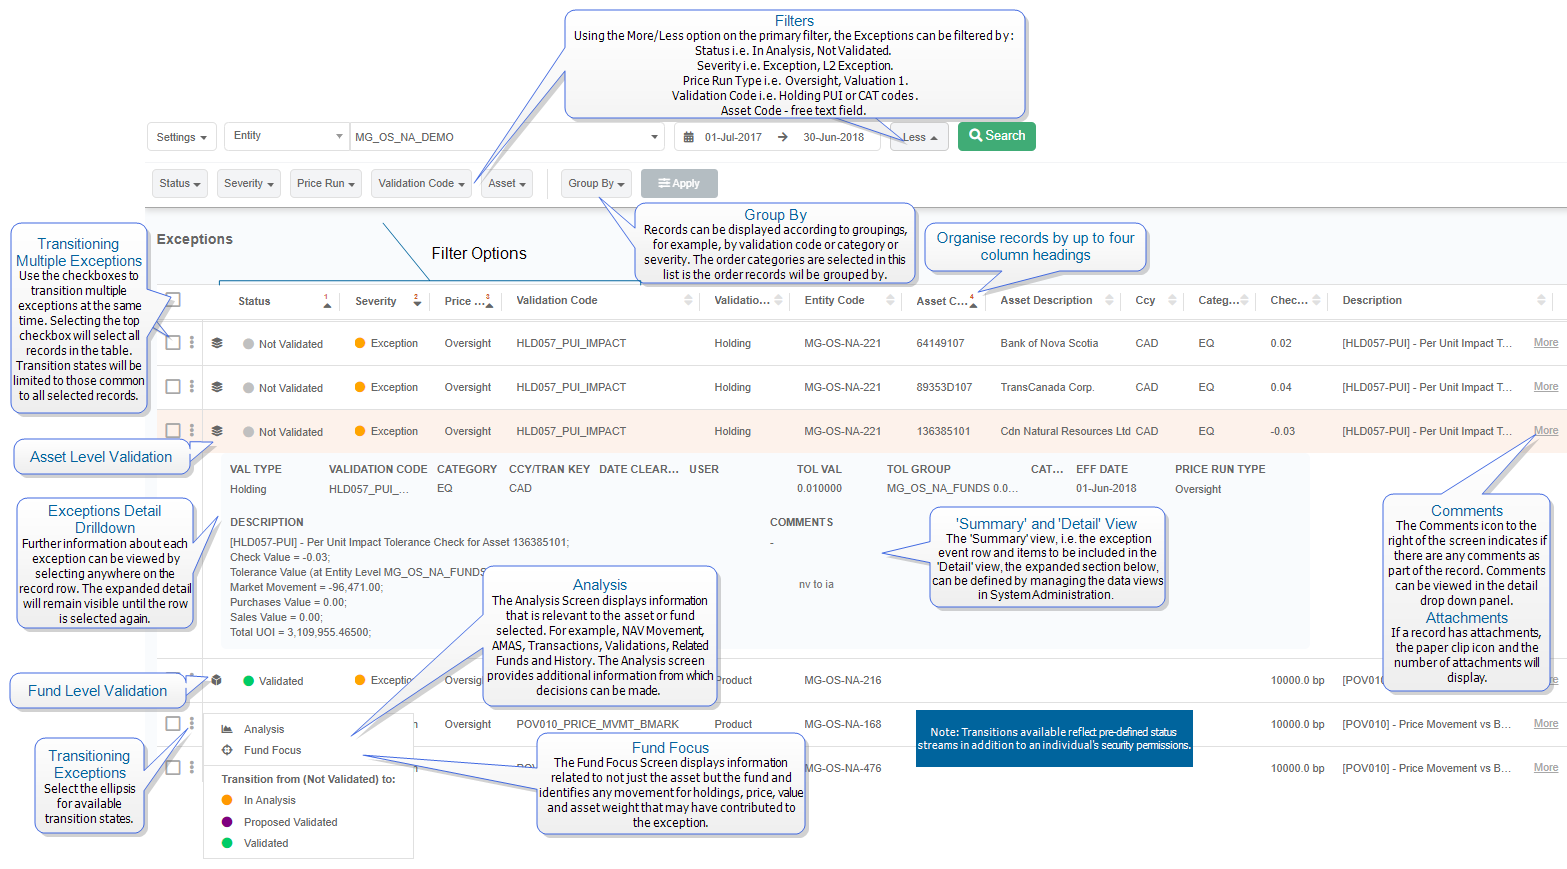 Filters
Using the More/Less option on the primary filter, the Exceptions can be filtered by:
Status i.e. In Analysis, Not Validated.
Severity i.e. Exception, L2 Exception.
Price Run Type i.e. Oversight, Valuation 1.
Validation Code i.e. Holding PUI or CAT codes.
Asset Code - free text field.
Settings Entity MG_OS_NA_DEMO 01-Jul-2017 30-Jun-2018 Less Search
Status Severity Price Run Validation Code Asset Group By Apply
Group By
Records can be displayed according to groupings,
for example, by validation code or category or
severity. The order categories are selected in this
list is the order records will be grouped by.
Organise records by up to four
column headings
Transitioning
Multiple Exceptions
Use the checkboxes to
transition multiple
exceptions at the same
time. Selecting the top
checkbox will select all
records in the table.
Transition states will be
limited to those common
to all selected records.
Exceptions
Filter Options
Status 1 Severity 2 Price ... 3 Validation Code Validatio... Entity Code Asset C... 4 Asset Description Ccy Categ... Chec... Description
Not Validated Exception Oversight HLD057_PUI_IMPACT Holding MG-OS-NA-221 64149107 Bank of Nova Scotia CAD EQ 0.02 [HLD057-PUI] - Per Unit Impact T... More
Not Validated Exception Oversight HLD057_PUI_IMPACT Holding MG-OS-NA-221 89353D107 TransCanada Corp. CAD EQ 0.04 [HLD057-PUI] - Per Unit Impact T... More
Not Validated Exception Oversight HLD057_PUI_IMPACT Holding MG-OS-NA-221 136385101 Cdn Natural Resources Ltd CAD EQ -0.03 [HLD057-PUI] - Per Unit Impact T... More
Asset Level Validation
VAL TYPE VALIDATION CODE CATEGORY CCY/TRAN KEY DATE CLEAR... USER TOL VAL TOL GROUP CAT... EFF DATE PRICE RUN TYPE
Holding HLD057_PUI_... EQ CAD 0.010000 MG_OS_NA_FUNDS 0.0... 01-Jun-2018 Oversight
Exceptions Detail
Drilldown
Further information about each
exception can be viewed by
selecting anywhere on the
record row. The expanded detail
will remain visible until the row
is selected again.
DESCRIPTION
[HLD057-PUI] - Per Unit Impact Tolerance Check for Asset 136385101;
Check Value = -0.03;
Tolerance Value (at Entity Level MG_OS_NA_FUNDS
Market Movement = -96,471.00;
Purchases Value = 0.00;
Sales Value = 0.00;
Total UOI = 3,109,955.46500;
COMMENTS
-
nv to ia
'Summary' and 'Detail' View
The 'Summary' view, i.e. the exception
event row and items to be included in the
'Detail' view, the expanded section below,
can be defined by managing the data views
in System Administration.
Comments
The Comments icon to the
right of the screen indicates if
there are any comments as
part of the record. Comments
can be viewed in the detail
drop down panel.
Attachments
If a record has attachments,
the paper clip icon and the
number of attachments will
display.
Analysis
The Analysis Screen displays information
that is relevant to the asset or fund
selected. For example, NAV Movement,
AMAS, Transactions, Validations, Related
Funds and History. The Analysis screen
provides additional information from which
decisions can be made.
Fund Level Validation
Validated Exceptio Oversig Product MG-OS-NA-216 10000.0 bp [POV0
n Oversight POV010_PRICE_MVMT_BMARK Product MG-OS-NA-168 10000.0 bp [POV010] - Price Movement vs B... More
n MG-OS-NA-476 10000.0 bp [POV010] - Price Movement vs B... More
Note: Transitions available reflect pre-defined status
streams in addition to an individual's security permissions.
Transitioning
Exceptions
Select the ellipsis
for available
transition states.
Analysis
Fund Focus
Transition from (Not Validated) to:
In Analysis
Proposed Validated
Validated
Fund Focus
The Fund Focus Screen displays information
related to not just the asset but the fund and
identifies any movement for holdings, price, value
and asset weight that may have contributed to
the exception.